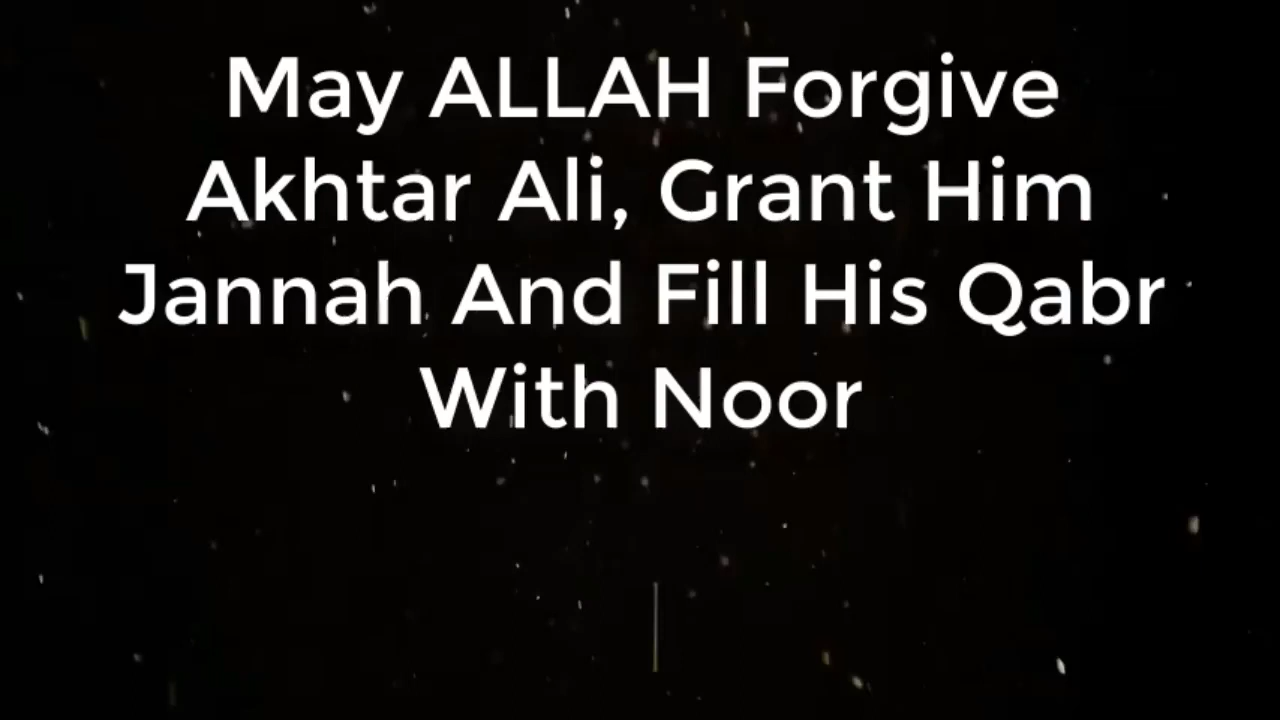 May ALLAH Forgive
Akhtar Ali, Grant Him
Jannah And Fill His Qabr
With Noor